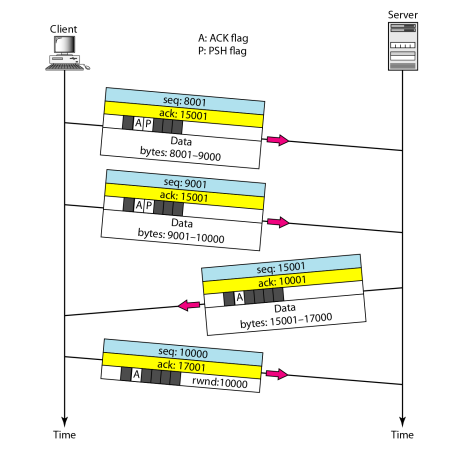 Server
Client
A: ACK flag
P: PSH flag
seq: 8001
ack: 15001
A P
Data
bytes: 8001–9000
seq: 9001
ack: 15001
A P
Data
bytes: 9001–10000
seq: 15001
ack: 10001
A
Data
bytes: 15001–17000
seq: 10000
ack: 17001
A
rwnd:10000
Time
Time